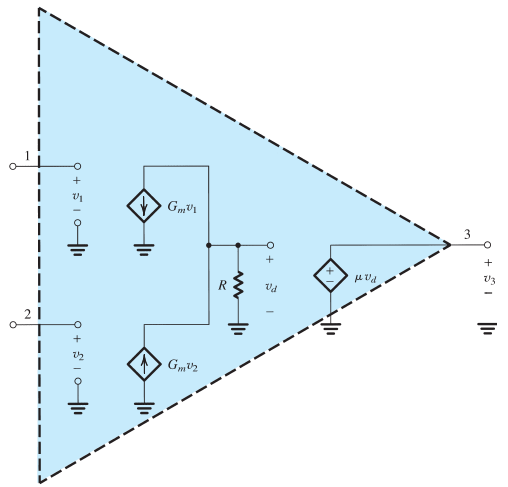 1
+
v1
−
Gmv1
3
+
−
μvd
+
v3
−
R
+
vd
−
2
+
v2
−
Gmv2